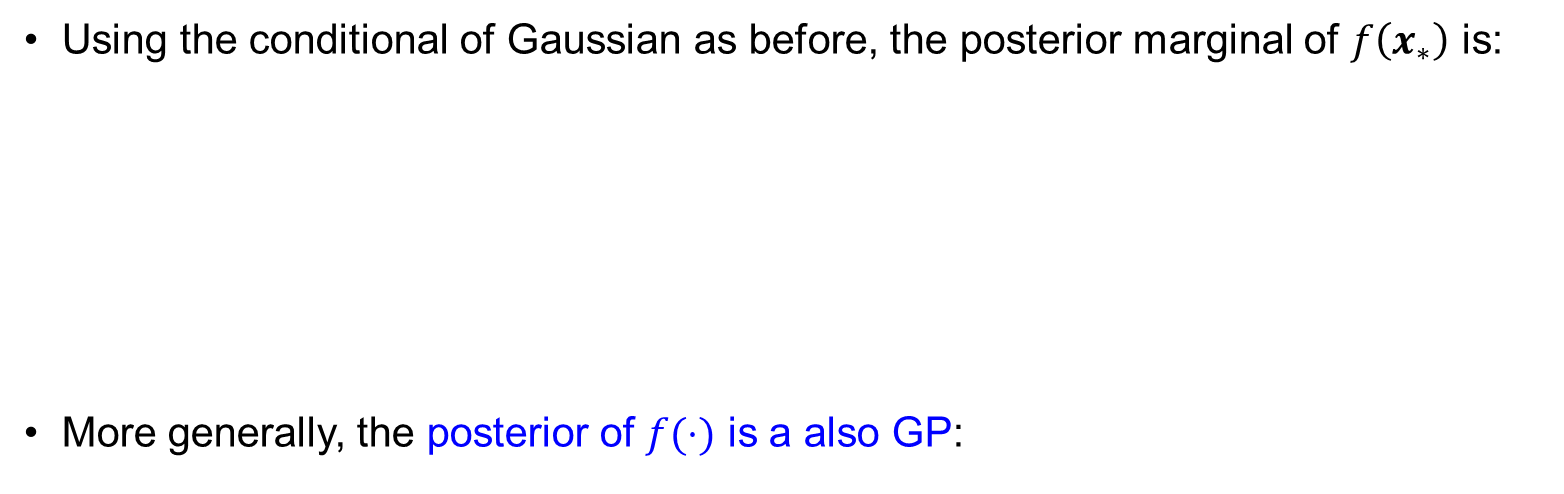 • Using the conditional of Gaussian as before, the posterior marginal of f(x∗) is:
• More generally, the posterior of f(·) is a also GP: